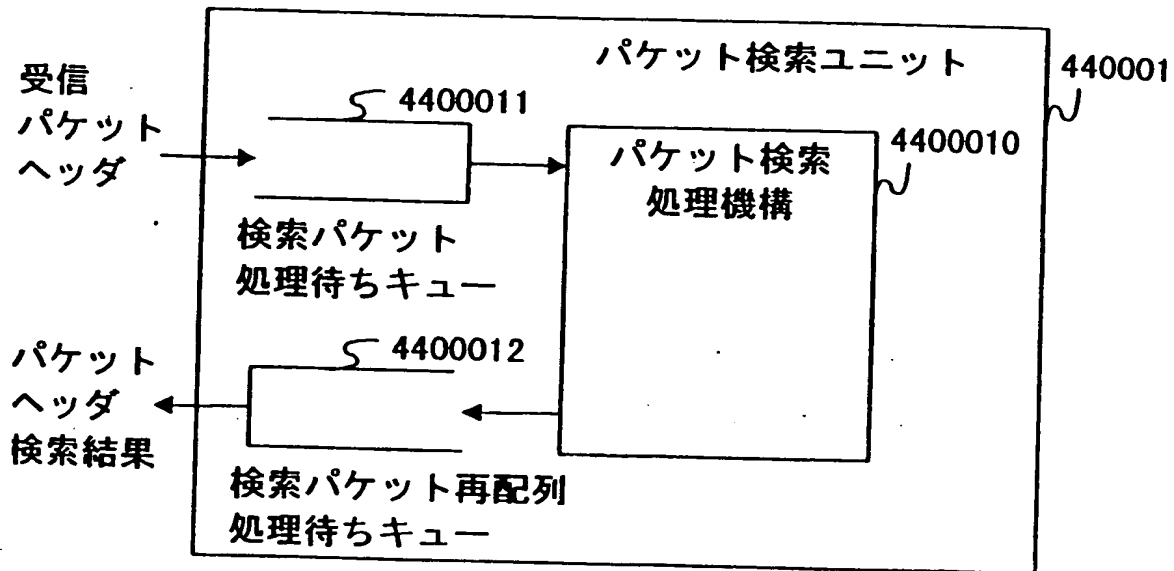 パケット検索ユニット
440001
受信
パケット
ヘッダ
4400011
4400010
パケット検索
処理機構
検索パケット
処理待ちキュー
パケット
ヘッダ
検索結果
4400012
検索パケット再配列
処理待ちキュー